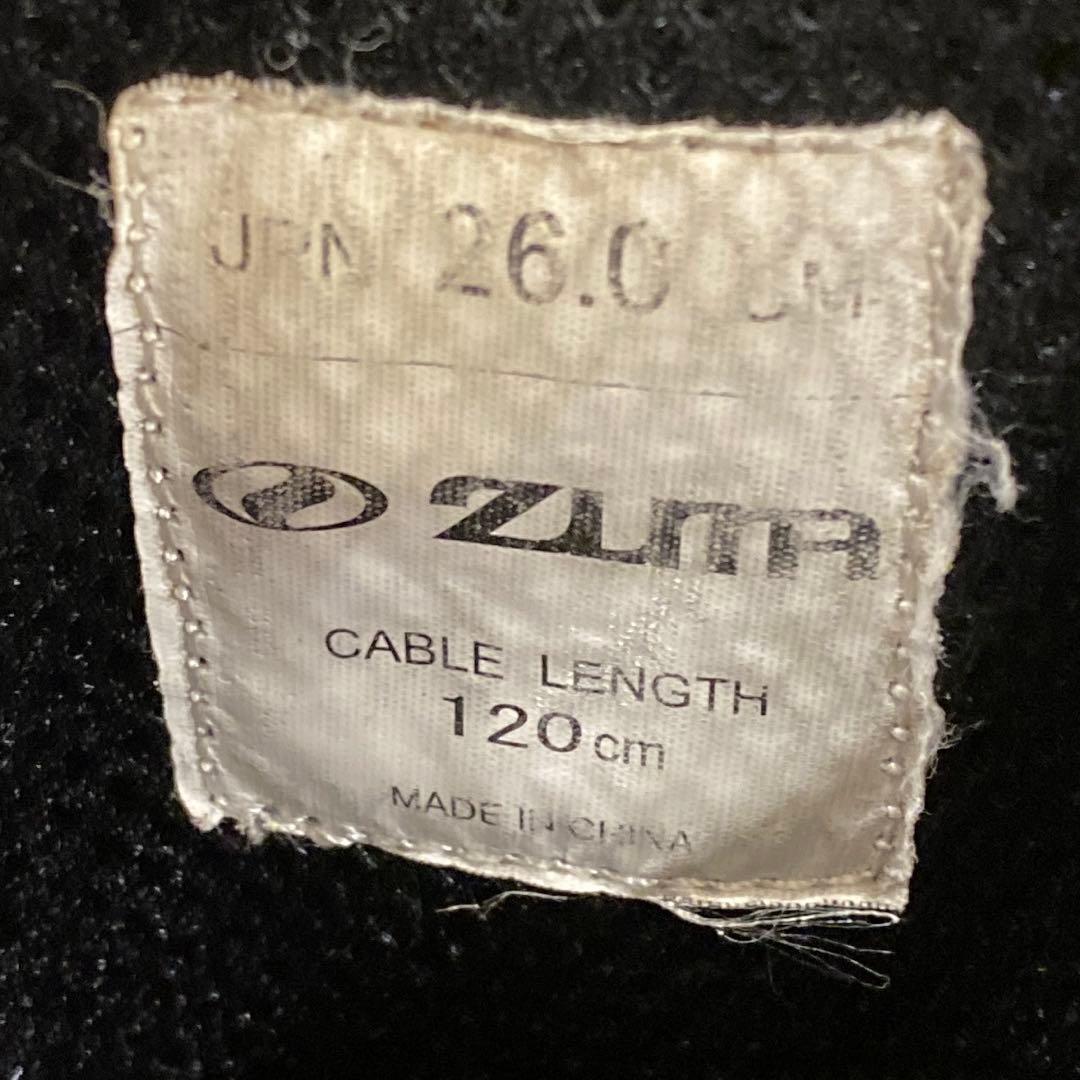 JPN 26.0 CM
ZUMA
CABLE LENGTH
120cm
MADE IN CHINA